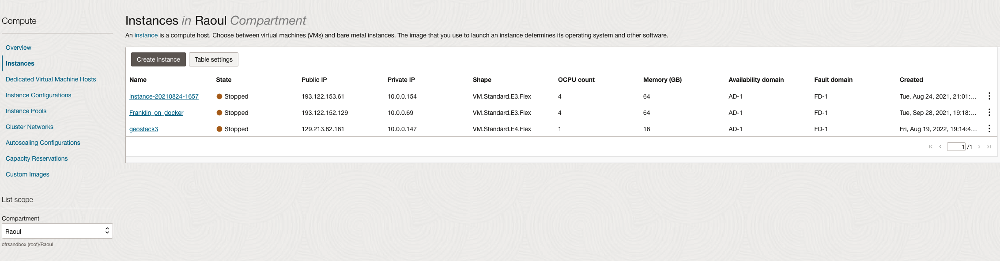 Compute
Overview
Instances
Dedicated Virtual Machine Hosts
Instance Configurations
Instance Pools
Cluster Networks
Autoscaling Configurations
Capacity Reservations
Custom Images
List scope
Compartment
Raoul
ofrsandbox (root)/Raoul
Instances in Raoul Compartment
An instance is a compute host. Choose between virtual machines (VMs) and bare metal instances. The image that you use to launch an instance determines its operating system and other software.
Create instance Table settings
Name State Public IP Private IP Shape OCPU count Memory (GB) Availability domain Fault domain Created
instance-20210824-1657 Stopped 193.122.153.61 10.0.0.154 VM.Standard.E3.Flex 4 64 AD-1 FD-1 Tue, Aug 24, 2021, 21:01:...
Franklin_on_docker Stopped 193.122.152.129 10.0.0.69 VM.Standard.E3.Flex 4 64 AD-1 FD-1 Tue, Sep 28, 2021, 19:18:...
geostack3 Stopped 129.213.82.161 10.0.0.147 VM.Standard.E4.Flex 1 16 AD-1 FD-1 Fri, Aug 19, 2022, 19:14:4...
1 /1